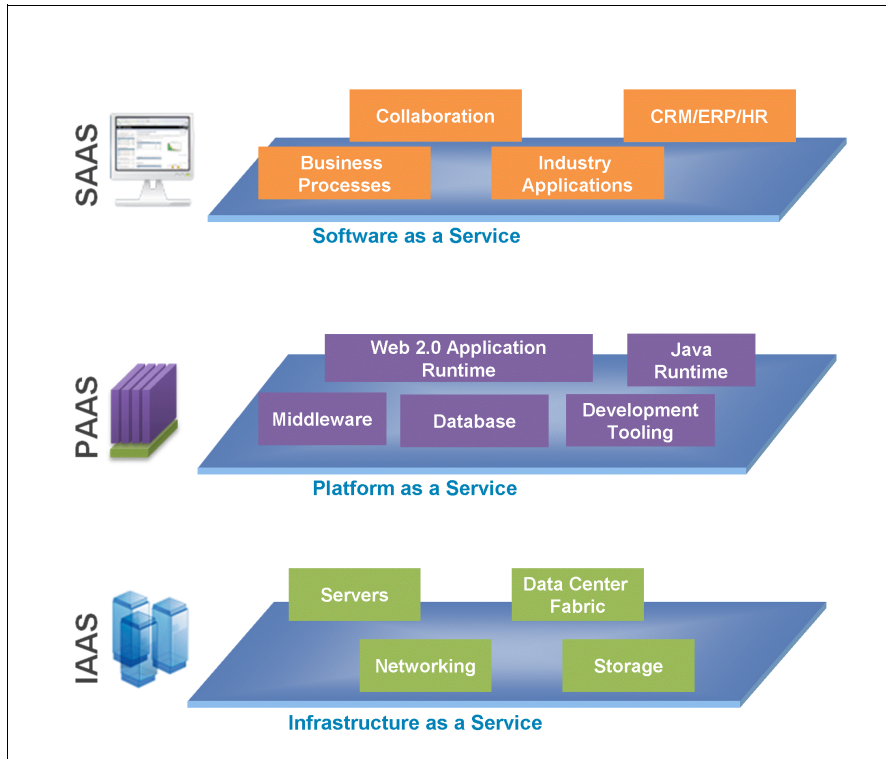 SAAS
Collaboration
CRM/ERP/HR
Business
Processes
Industry
Applications
Software as a Service
PAAS
Web 2.0 Application
Runtime
Java
Runtime
Middleware
Database
Development
Tooling
Platform as a Service
IAAS
Servers
Data Center
Fabric
Networking
Storage
Infrastructure as a Service